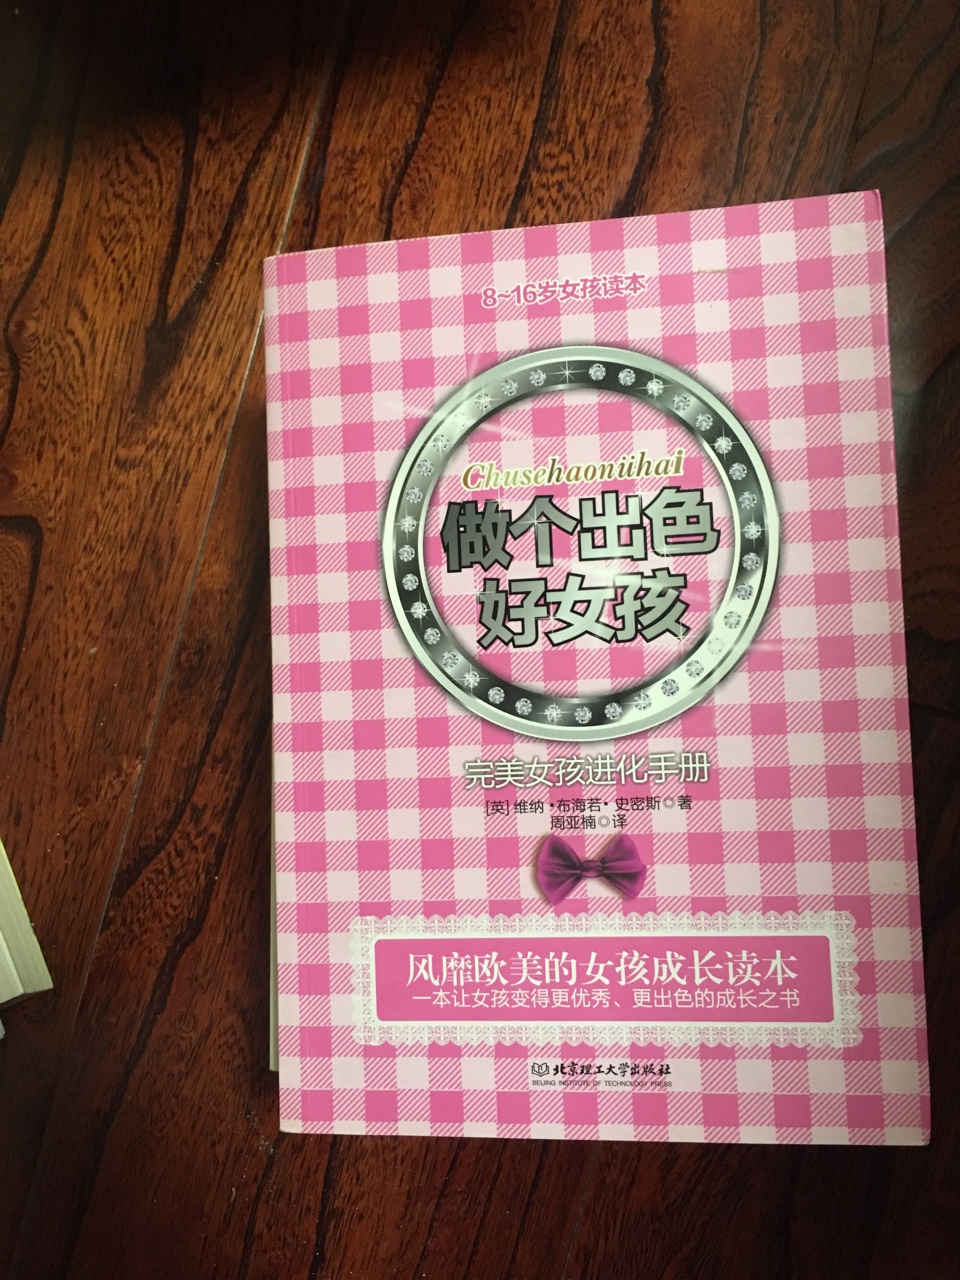 8~16岁女孩读本
Chusehaonühai
做个出色
好女孩
完美女孩进化手册
[英]维纳·布海若·史密斯◎著
周亚楠◎译
风靡欧美的女孩成长读本
一本让女孩变得更优秀、更出色的成长之书
北京理工大学出版社
BEIJING INSTITUTE OF TECHNOLOGY PRESS